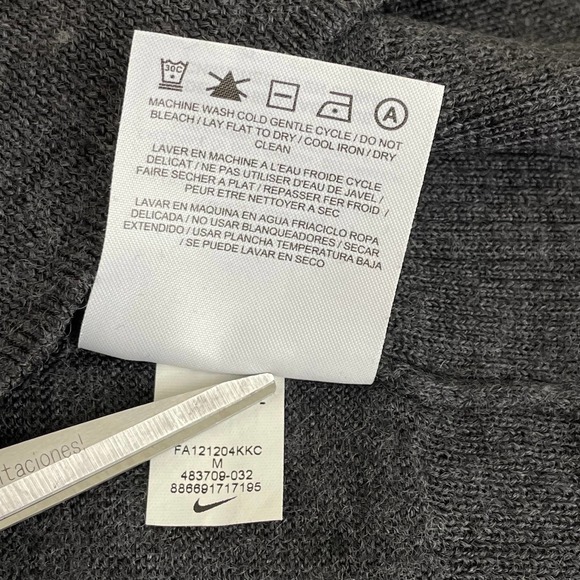 30C
A
MACHINE WASH COLD GENTLE CYCLE / DO NOT
BLEACH / LAY FLAT TO DRY / COOL IRON / DRY
CLEAN
LAVER EN MACHINE A L'EAU FROIDE CYCLE
DELICAT / NE PAS UTILISER D'EAU DE JAVEL /
FAIRE SECHER A PLAT / REPASSER FER FROID /
PEUR ETRE NETTOYER A SEC
LAVAR EN MAQUINA EN AGUA FRIACICLO ROPA
DELICADA / NO USAR BLANQUEADORES / SECAR
EXTENDIDO / USAR PLANCHA TEMPERATURA BAJA
/ SE PUEDE LAVAR EN SECO
FA121204KKC
M
483709-032
886691717195